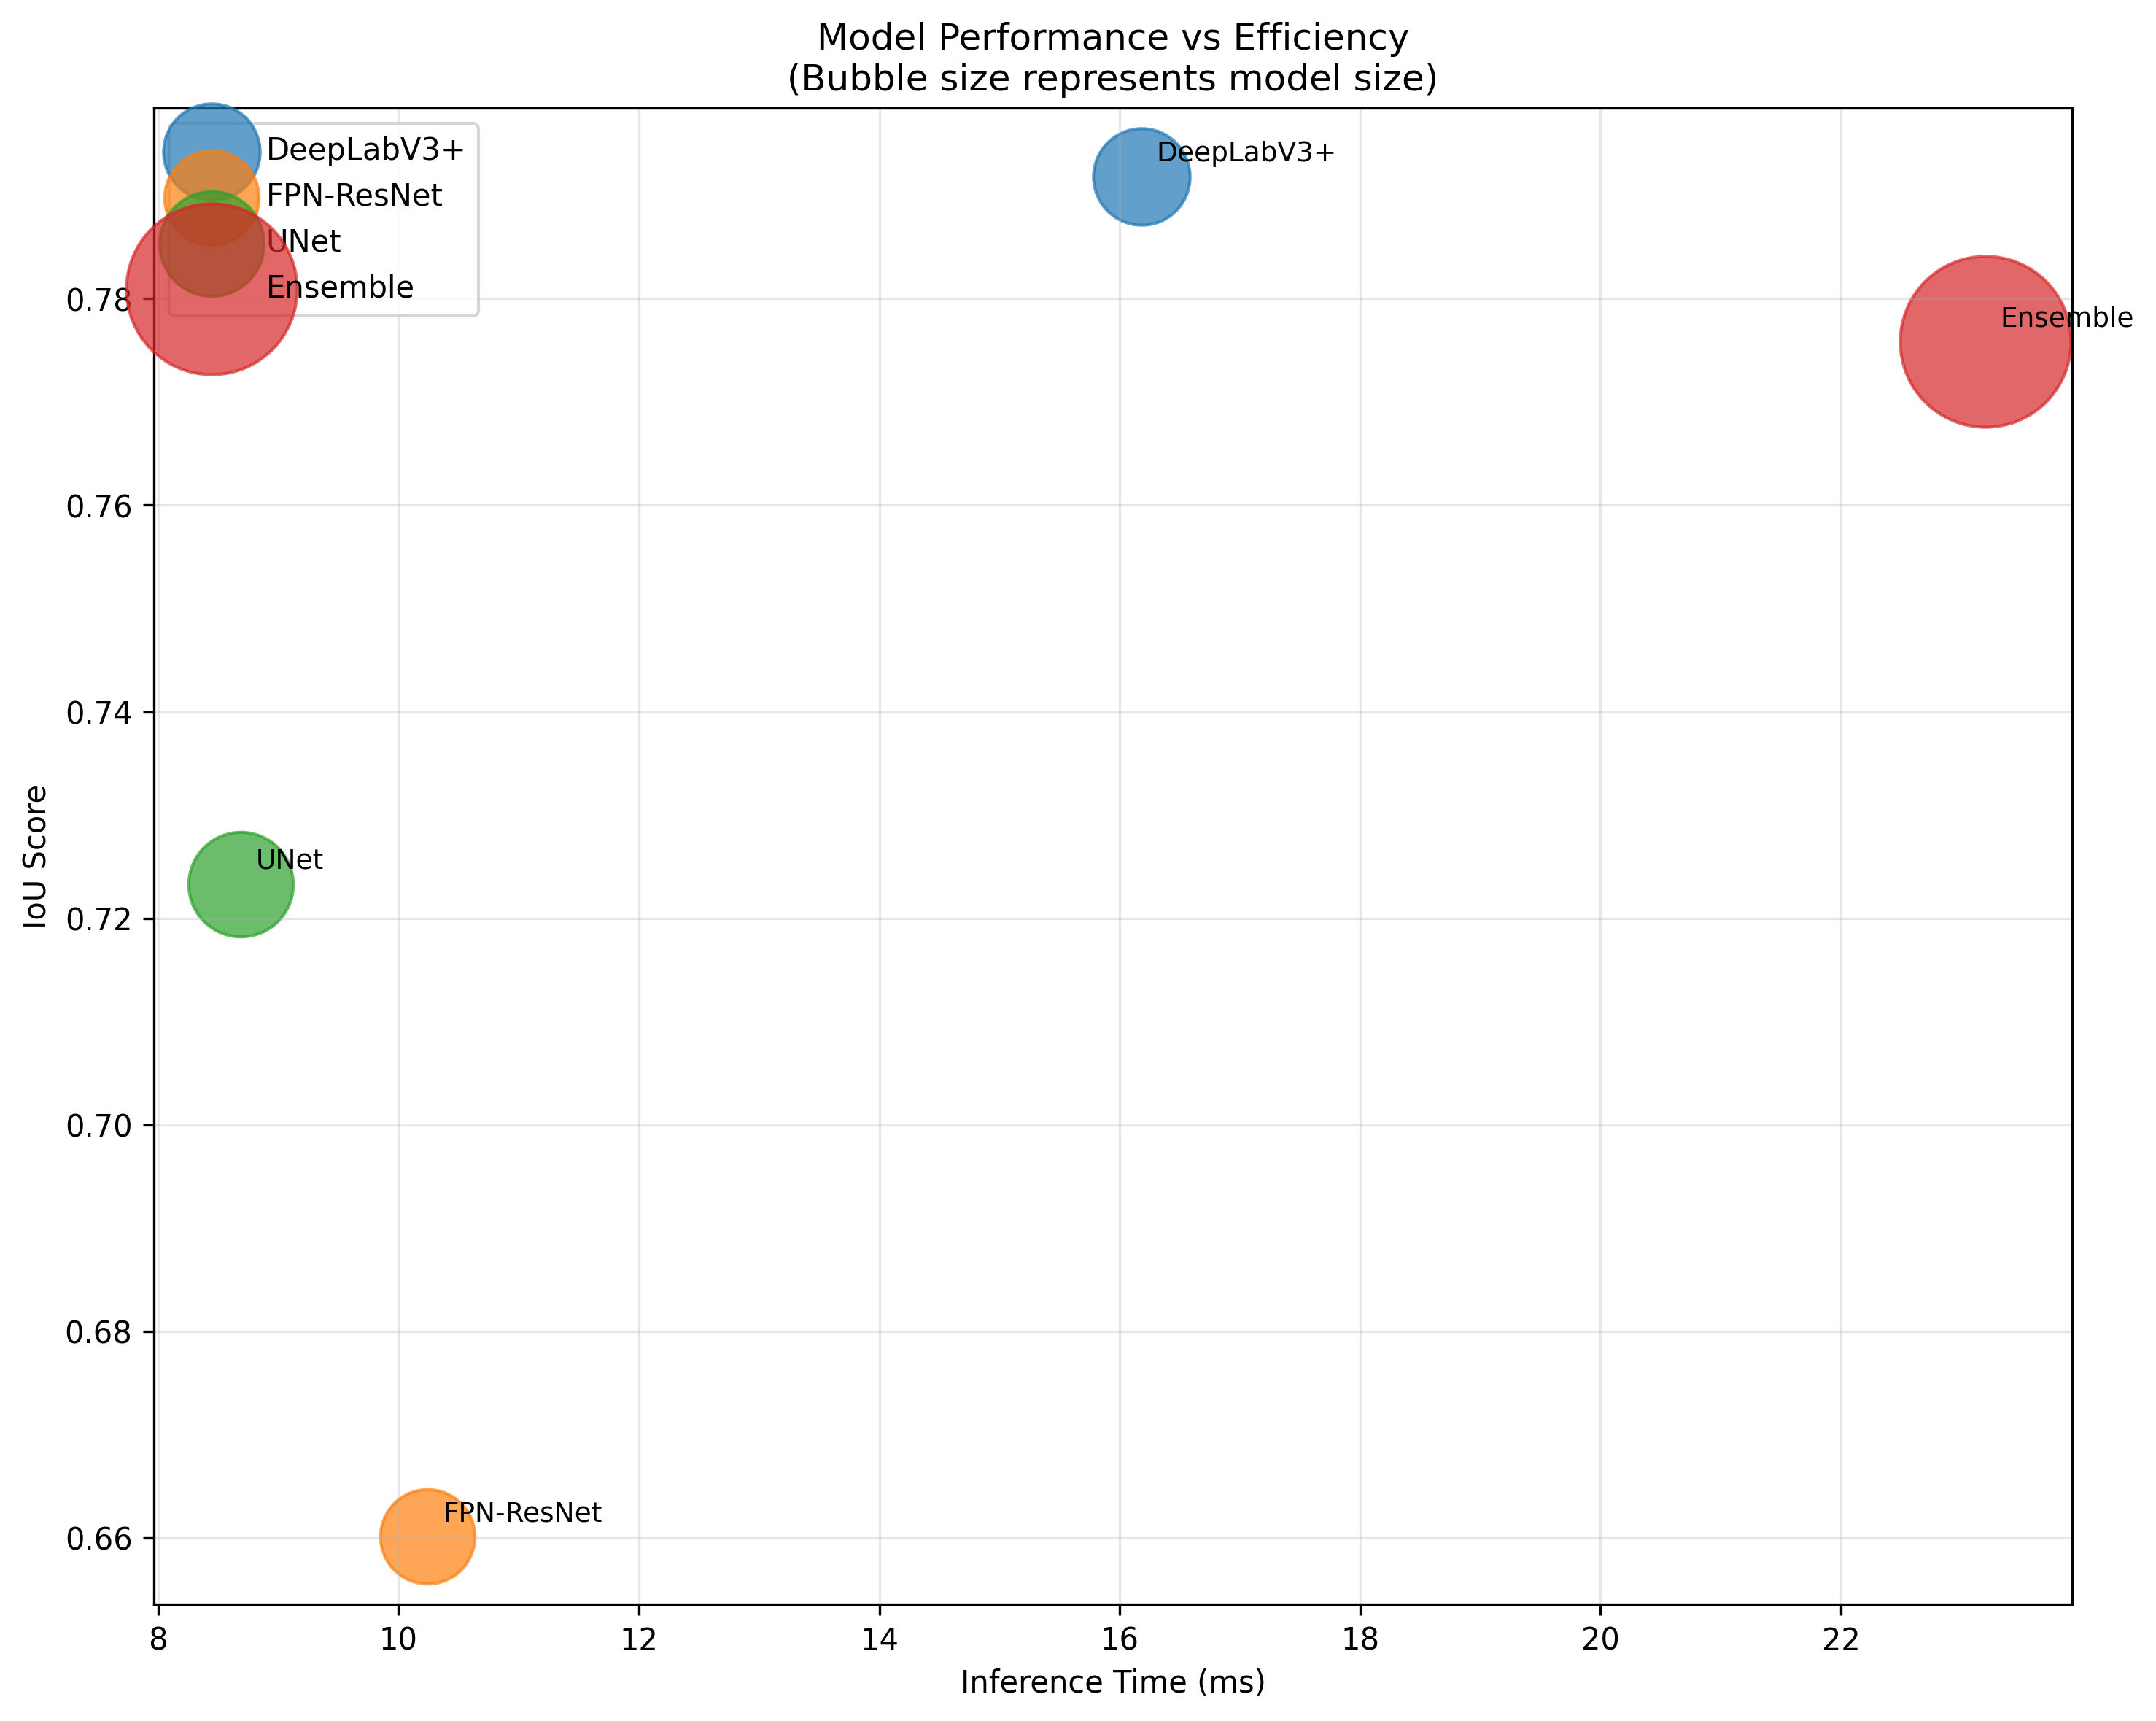 Model Performance vs Efficiency
(Bubble size represents model size)
DeepLabV3+
FPN-ResNet
UNet
Ensemble
DeepLabV3+
Ensemble
UNet
FPN-ResNet
IoU Score
0.78
0.76
0.74
0.72
0.70
0.68
0.66
8 10 12 14 16 18 20 22
Inference Time (ms)